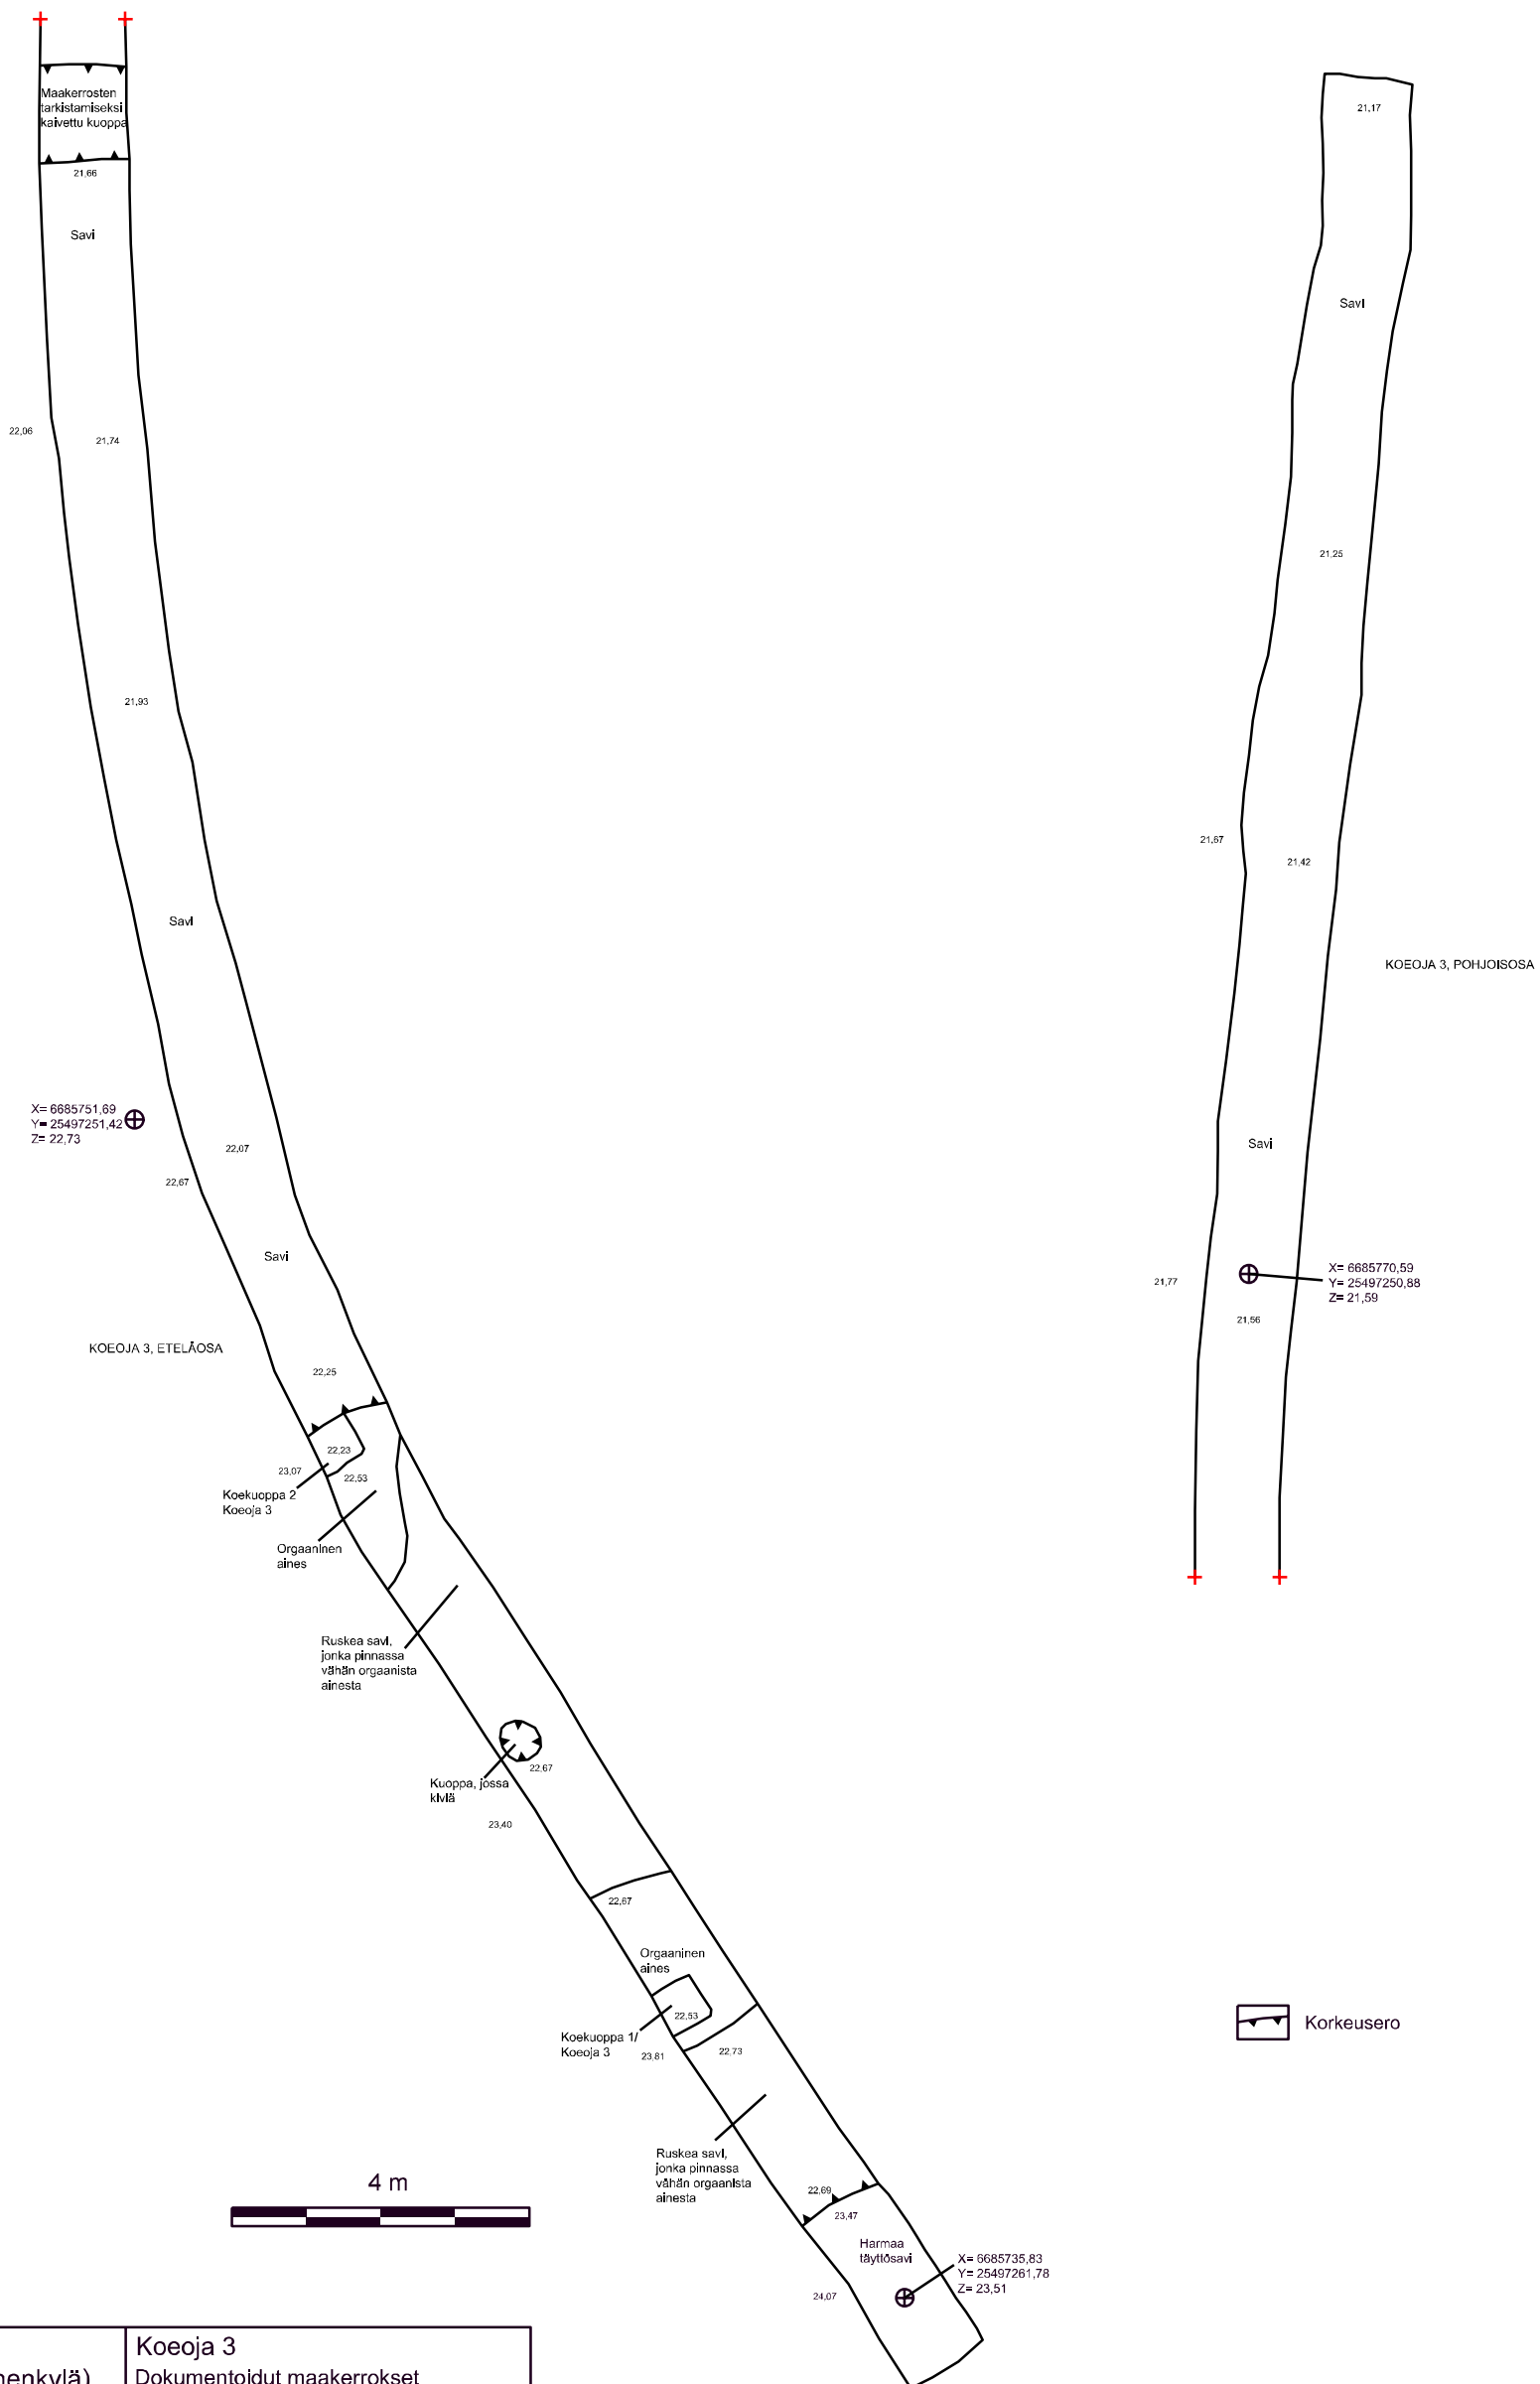 Maakerrosten
tarkistamiseksi
kaivettu kuoppa
21,66
Savi
22,06
21,74
21,93
Savi
X= 6685751,69
Y= 25497251,42
Z= 22,73
22,07
22,67
Savi
KOEOJA 3, ETELÄOSA
22,25
22,23
23,07
22,53
Koekuoppa 2
Koeoja 3
Orgaaninen
aines
Ruskea savi,
jonka pinnassa
vähän orgaanista
ainesta
22,67
Kuoppa, jossa
kiviä
23,40
22,67
Orgaaninen
aines
22,53
Koekuoppa 1/
Koeoja 3
23,81
22,73
Ruskea savi,
jonka pinnassa
vähän orgaanista
ainesta
22,69
23,47
Harmaa
täyttösavi
X= 6685735,83
Y= 25497261,78
Z= 23,51
24,07
21,17
Savi
21,25
21,67
21,42
KOEOJA 3, POHJOISOSA
Savi
X= 6685770,59
Y= 25497250,88
Z= 21,59
21,77
21,56
Korkeusero
4 m
Koeoja 3
nenkylä)
Dokumentoidut maakerrokset